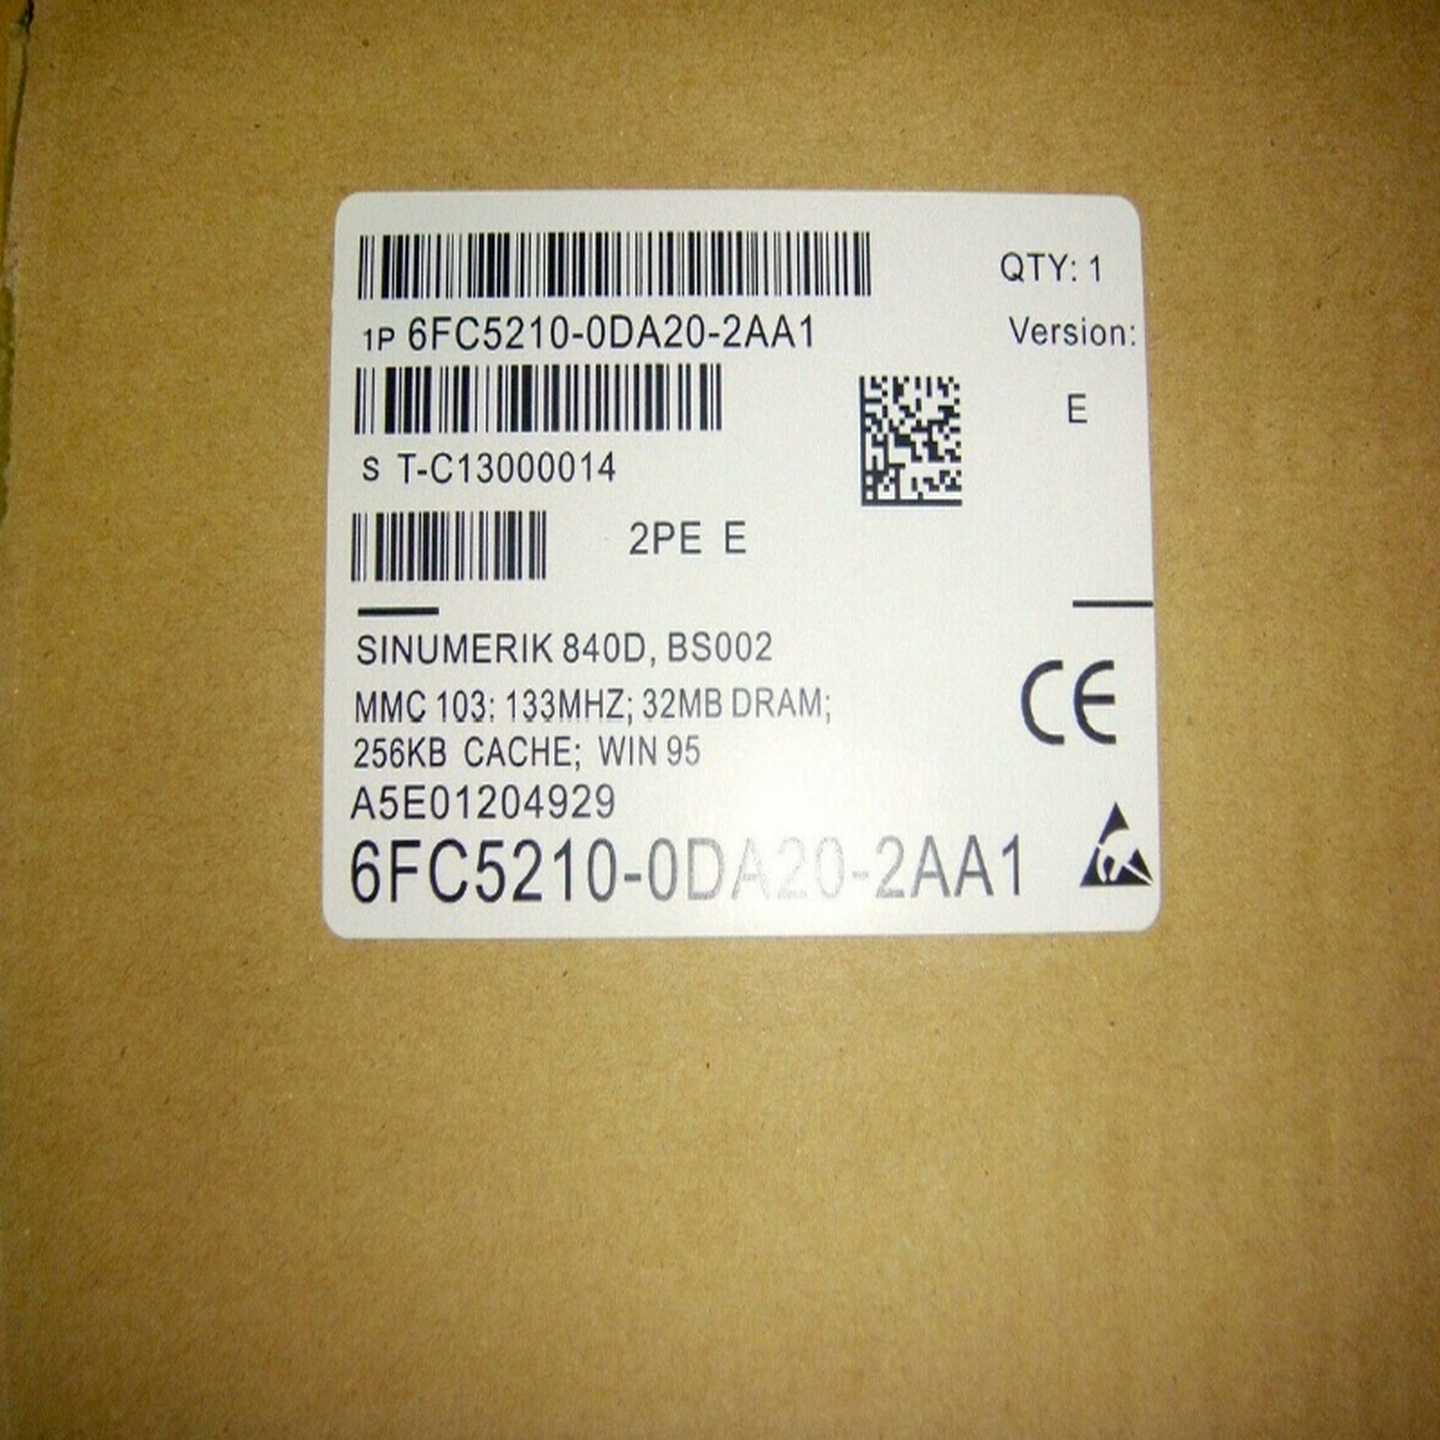 QTY: 1
1P 6FC5210-0DA20-2AA1
Version:
E
S T-C13000014
2PE E
SINUMERIK 840D, BS002
MMC 103: 133MHZ; 32MB DRAM;
256KB CACHE; WIN 95
CE
A5E01204929
6FC5210-0DA20-2AA1